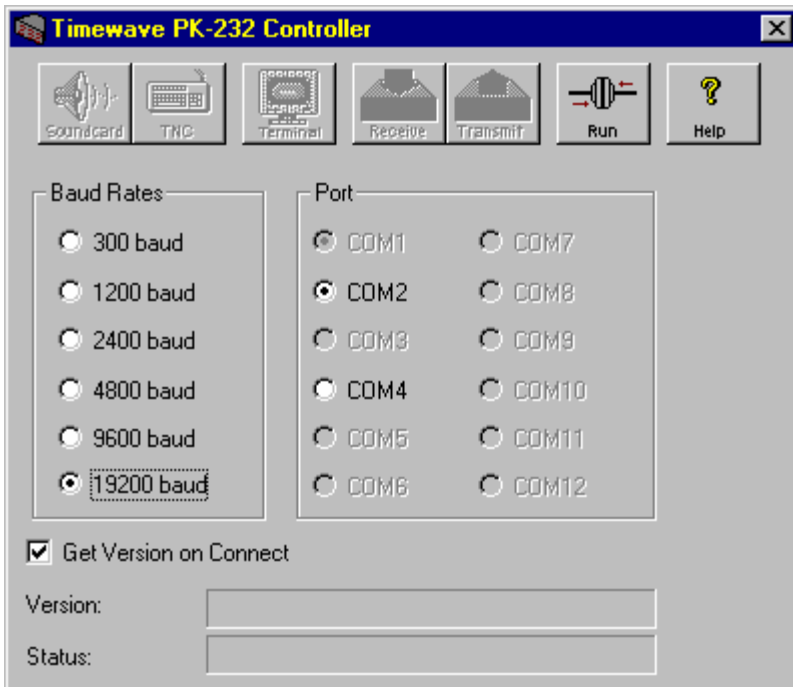 Timewave PK-232 Controller
Soundcard TNC Terminal Receive Transmit Run Help
Baud Rates
300 baud
1200 baud
2400 baud
4800 baud
9600 baud
19200 baud
Port
COM1
COM2
COM3
COM4
COM5
COM6
COM7
COM8
COM9
COM10
COM11
COM12
Get Version on Connect
Version:
Status: